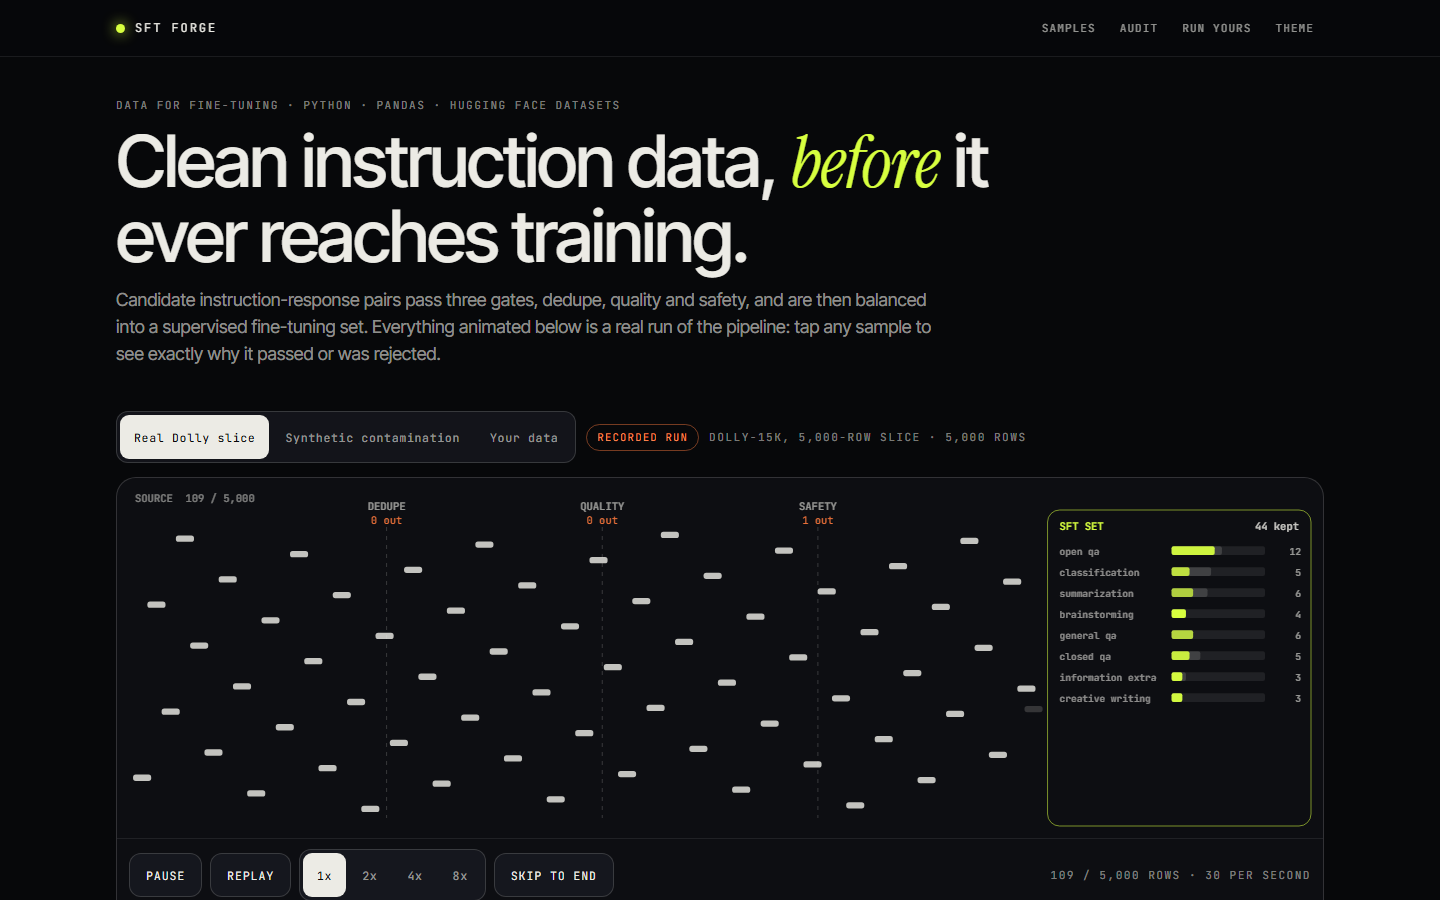 SFT FORGE
SAMPLES AUDIT RUN YOURS THEME
DATA FOR FINE-TUNING · PYTHON · PANDAS · HUGGING FACE DATASETS
Clean instruction data, before it
ever reaches training.
Candidate instruction-response pairs pass three gates, dedupe, quality and safety, and are then balanced
into a supervised fine-tuning set. Everything animated below is a real run of the pipeline: tap any sample to
see exactly why it passed or was rejected.
Real Dolly slice Synthetic contamination Your data RECORDED RUN DOLLY-15K, 5,000-ROW SLICE · 5,000 ROWS
SOURCE 109 / 5,000
DEDUPE QUALITY SAFETY
0 out 0 out 1 out
SFT SET 44 kept
open qa 12
classification 5
summarization 6
brainstorming 4
general qa 6
closed qa 5
information extra 3
creative writing 3
PAUSE REPLAY 1x 2x 4x 8x SKIP TO END 109 / 5,000 ROWS · 30 PER SECOND